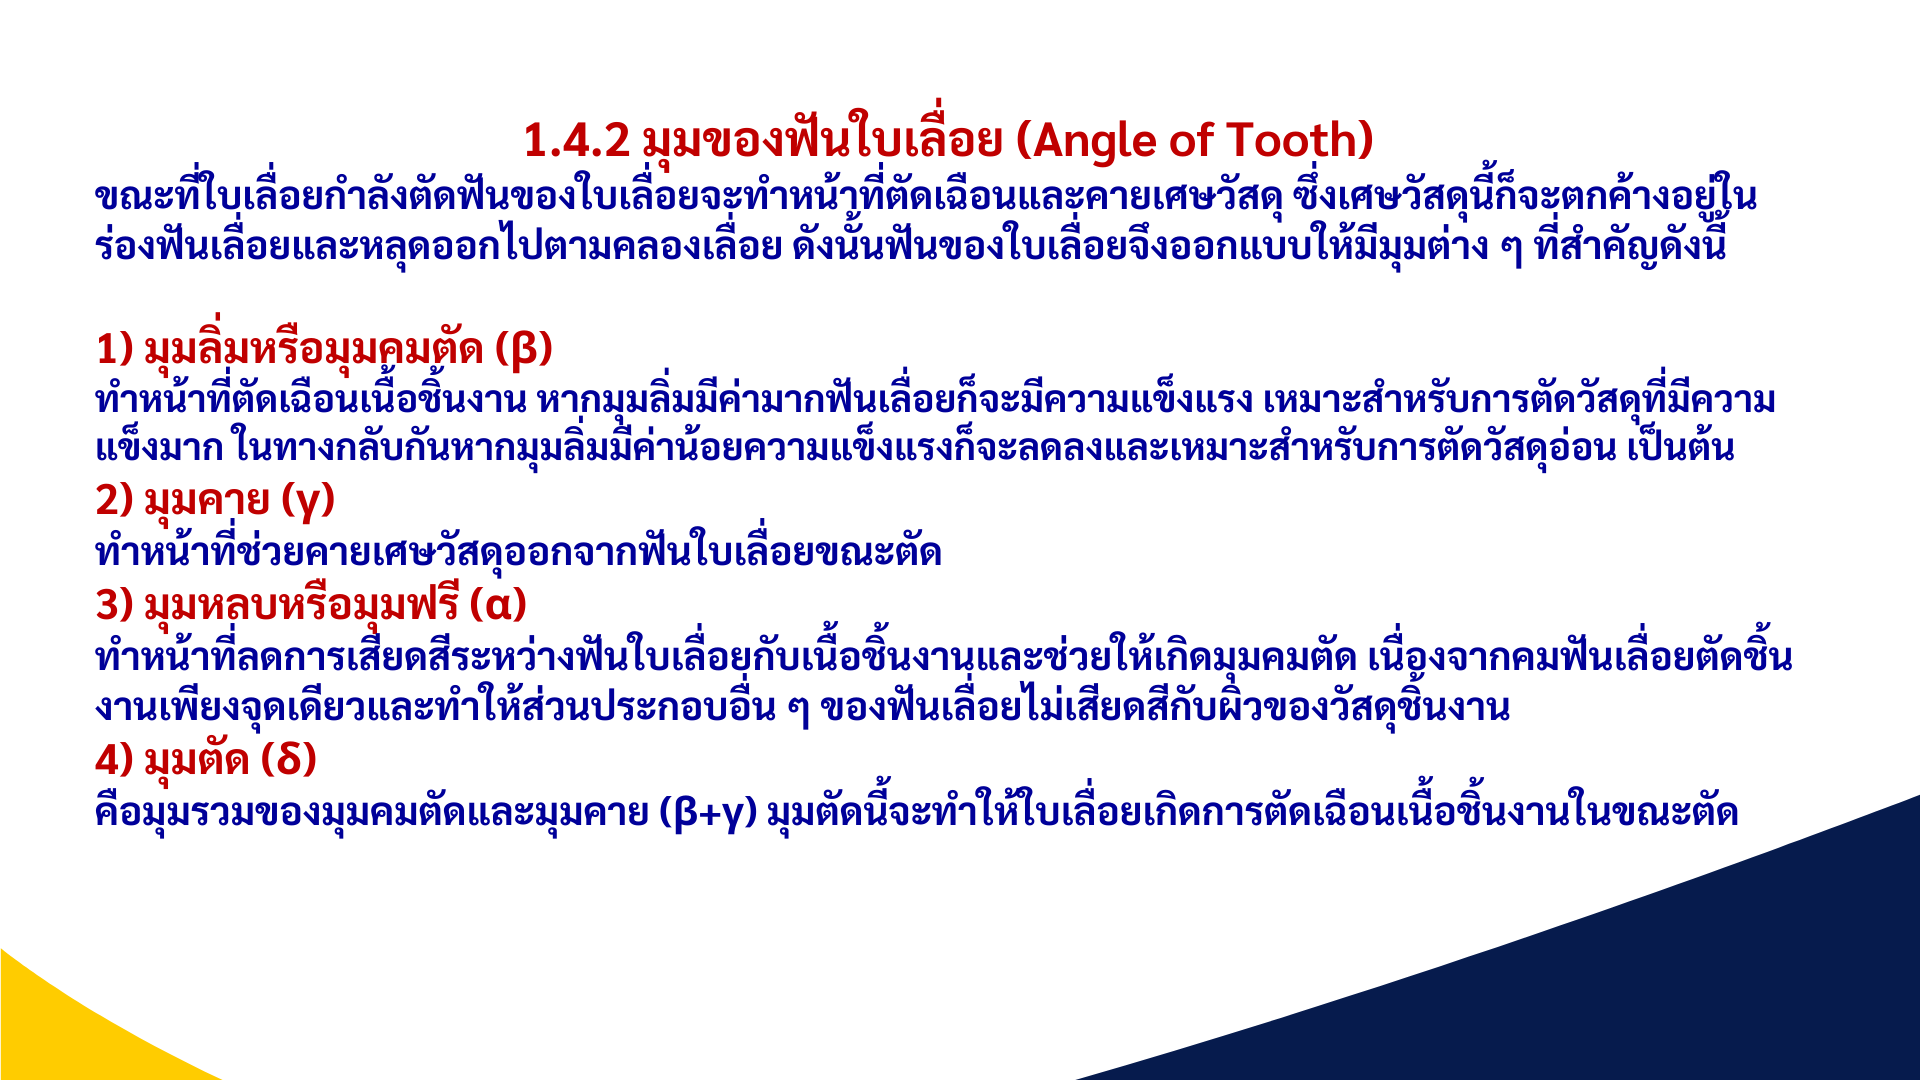 1.4.2 มุมของฟันใบเลื่อย (Angle of Tooth)
ขณะที่ใบเลื่อยกำลังตัดฟันของใบเลื่อยจะทำหน้าที่ตัดเฉือนและคายเศษวัสดุ ซึ่งเศษวัสดุนี้ก็จะตกค้างอยู่ใน
ร่องฟันเลื่อยและหลุดออกไปตามคลองเลื่อย ดังนั้นฟันของใบเลื่อยจึงออกแบบให้มีมุมต่าง ๆ ที่สำคัญดังนี้
1) มุมลิ่มหรือมุมคมตัด (β)
ทำหน้าที่ตัดเฉือนเนื้อชิ้นงาน หากมุมลิ่มมีค่ามากฟันเลื่อยก็จะมีความแข็งแรง เหมาะสำหรับการตัดวัสดุที่มีความ
แข็งมาก ในทางกลับกันหากมุมลิ่มมีค่าน้อยความแข็งแรงก็จะลดลงและเหมาะสำหรับการตัดวัสดุอ่อน เป็นต้น
2) มุมคาย (γ)
ทำหน้าที่ช่วยคายเศษวัสดุออกจากฟันใบเลื่อยขณะตัด
3) มุมหลบหรือมุมฟรี (α)
ทำหน้าที่ลดการเสียดสีระหว่างฟันใบเลื่อยกับเนื้อชิ้นงานและช่วยให้เกิดมุมคมตัด เนื่องจากคมฟันเลื่อยตัดชิ้น
งานเพียงจุดเดียวและทำให้ส่วนประกอบอื่น ๆ ของฟันเลื่อยไม่เสียดสีกับผิวของวัสดุชิ้นงาน
4) มุมตัด (δ)
คือมุมรวมของมุมคมตัดและมุมคาย (β+γ) มุมตัดนี้จะทำให้ใบเลื่อยเกิดการตัดเฉือนเนื้อชิ้นงานในขณะตัด